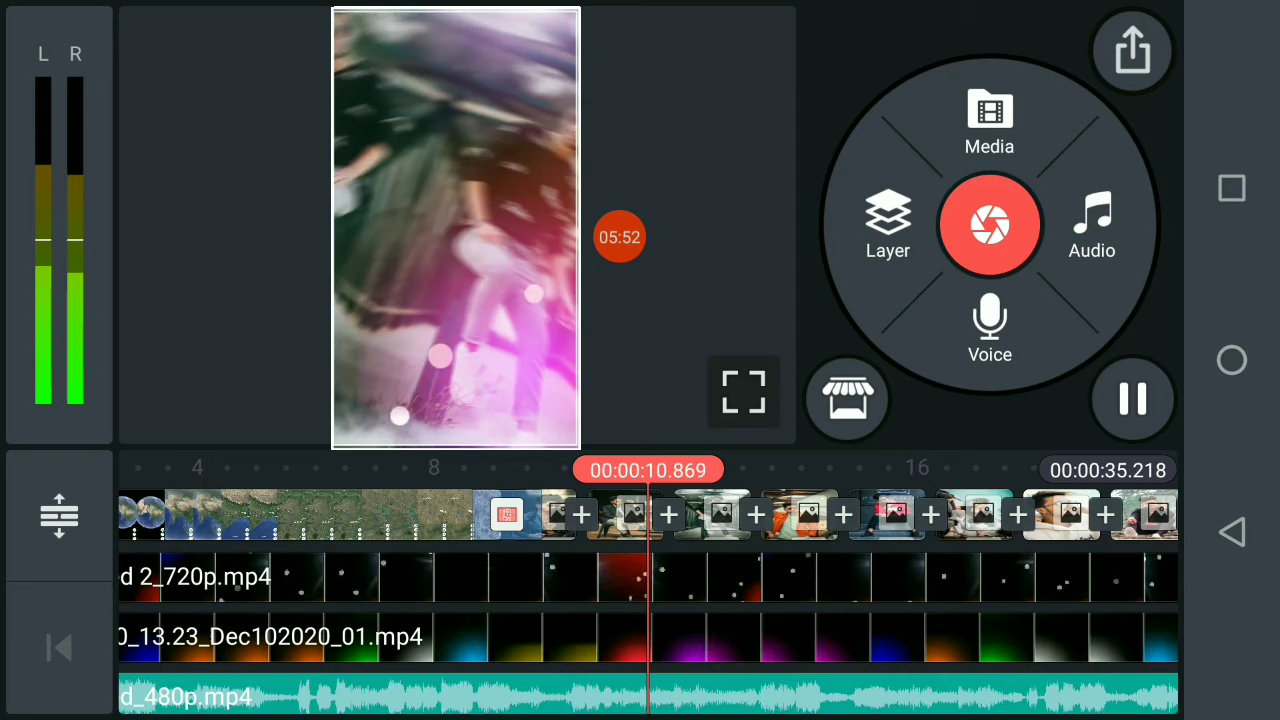 L R
Media
Layer
Audio
Voice
05:52
4 8 00:00:10.869 16 00:00:35.218
d 2_720p.mp4
0_13.23_Dec102020_01.mp4
d_480p.mp4